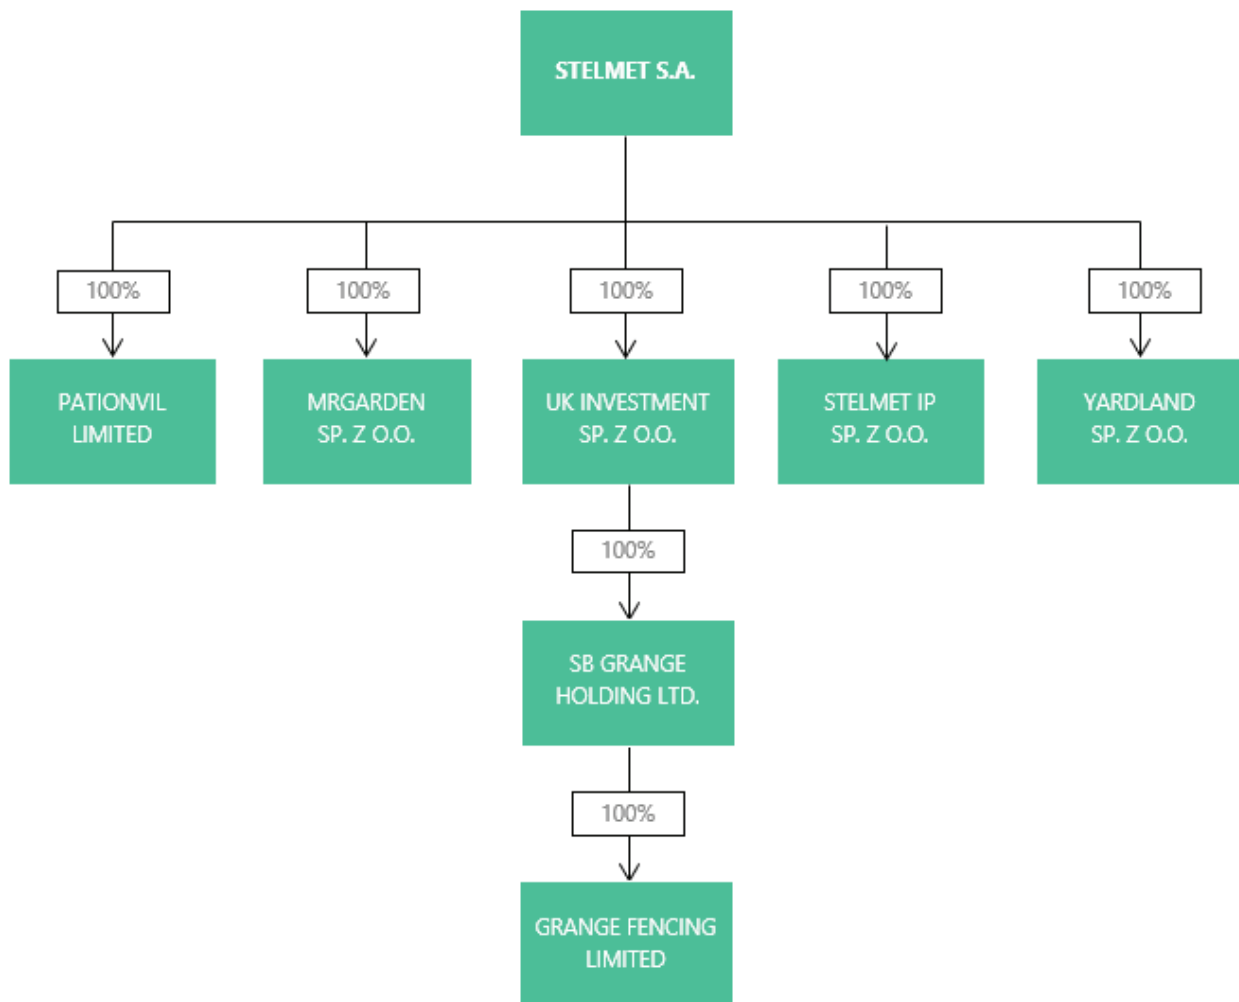 STELMET S.A.
100%
100%
100%
100%
100%
PATIONVIL
LIMITED
MRGARDEN
SP. Z O.O.
UK INVESTMENT
SP. Z O.O.
STELMET IP
SP. Z O.O.
YARDLAND
SP. Z O.O.
100%
SB GRANGE
HOLDING LTD.
100%
GRANGE FENCING
LIMITED